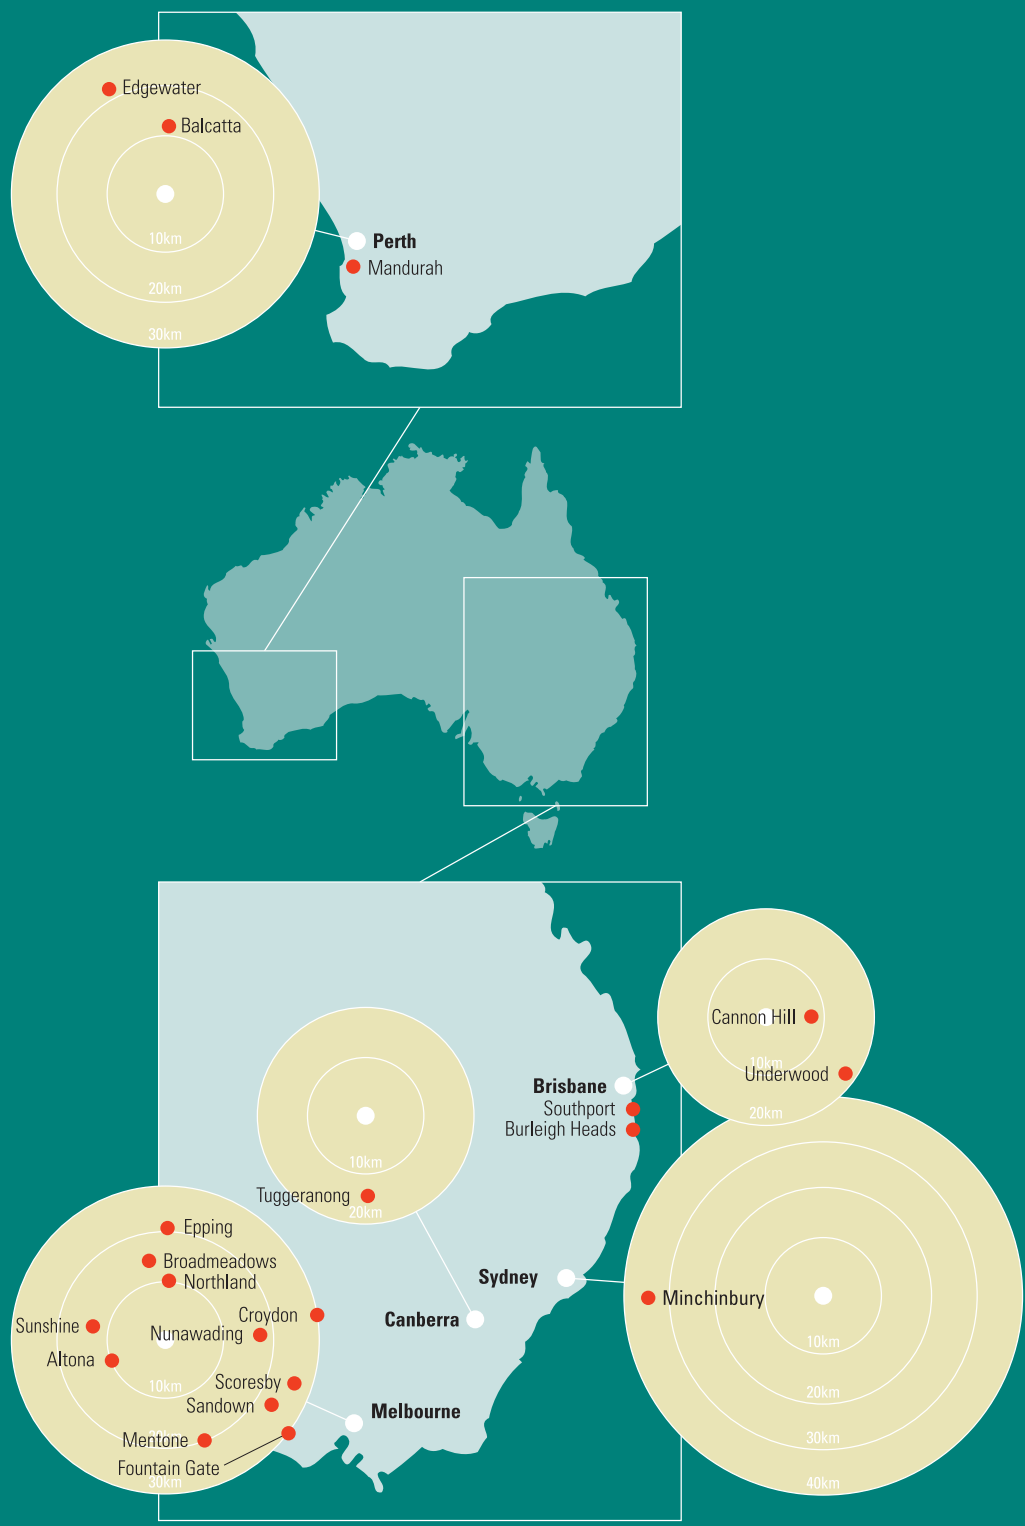 Edgewater
Balcatta
10km
20km
30km
Perth
Mandurah
Cannon Hill
10km
Underwood
20km
Brisbane
Southport
Burleigh Heads
10km
Tuggeranong
20km
Sydney
Canberra
Minchinbury
10km
20km
30km
40km
Epping
Broadmeadows
Northland
Croydon
Sunshine
Nunawading
Altona
10km
Scoresby
Sandown
Melbourne
Mentone
20km
Fountain Gate
30km